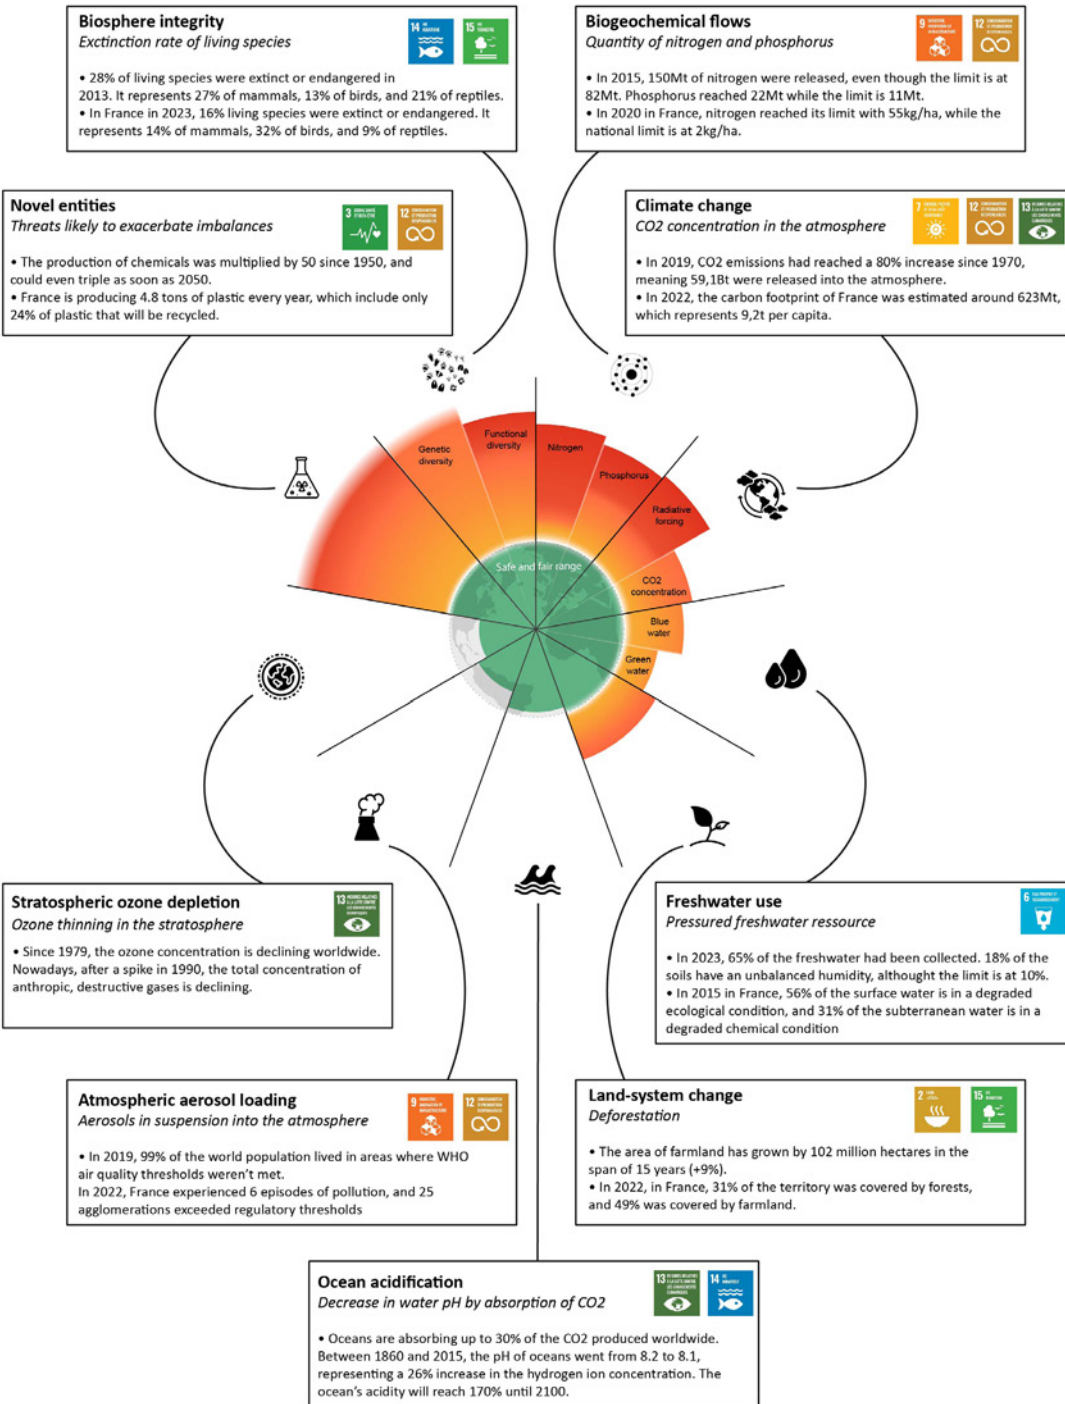 Biosphere integrity
Exctinction rate of living species
14
15
• 28% of living species were extinct or endangered in
2013. It represents 27% of mammals, 13% of birds, and 21% of reptiles.
• In France in 2023, 16% living species were extinct or endangered. It
represents 14% of mammals, 32% of birds, and 9% of reptiles.
Biogeochemical flows
Quantity of nitrogen and phosphorus
9
12
• In 2015, 150Mt of nitrogen were released, even though the limit is at
82Mt. Phosphorus reached 22Mt while the limit is 11Mt.
• In 2020 in France, nitrogen reached its limit with 55kg/ha, while the
national limit is at 2kg/ha.
Novel entities
Threats likely to exacerbate imbalances
3
12
• The production of chemicals was multiplied by 50 since 1950, and
could even triple as soon as 2050.
• France is producing 4.8 tons of plastic every year, which include only
24% of plastic that will be recycled.
Climate change
CO2 concentration in the atmosphere
7
12
13
• In 2019, CO2 emissions had reached a 80% increase since 1970,
meaning 59,1Bt were released into the atmosphere.
• In 2022, the carbon footprint of France was estimated around 623Mt,
which represents 9,2t per capita.
Genetic
diversity
Functional
diversity
Nitrogen
Phosphorus
Radiative
forcing
Safe and fair range
CO2
concentration
Blue
water
Green
water
Stratospheric ozone depletion
Ozone thinning in the stratosphere
13
• Since 1979, the ozone concentration is declining worldwide.
Nowadays, after a spike in 1990, the total concentration of
anthropic, destructive gases is declining.
Freshwater use
Pressured freshwater ressource
6
• In 2023, 65% of the freshwater had been collected. 18% of the
soils have an unbalanced humidity, althought the limit is at 10%.
• In 2015 in France, 56% of the surface water is in a degraded
ecological condition, and 31% of the subterranean water is in a
degraded chemical condition
Atmospheric aerosol loading
Aerosols in suspension into the atmosphere
9
12
• In 2019, 99% of the world population lived in areas where WHO
air quality thresholds weren't met.
In 2022, France experienced 6 episodes of pollution, and 25
agglomerations exceeded regulatory thresholds
Land-system change
Deforestation
2
15
• The area of farmland has grown by 102 million hectares in the
span of 15 years (+9%).
• In 2022, in France, 31% of the territory was covered by forests,
and 49% was covered by farmland.
Ocean acidification
Decrease in water pH by absorption of CO2
13
14
• Oceans are absorbing up to 30% of the CO2 produced worldwide.
Between 1860 and 2015, the pH of oceans went from 8.2 to 8.1,
representing a 26% increase in the hydrogen ion concentration. The
ocean's acidity will reach 170% until 2100.